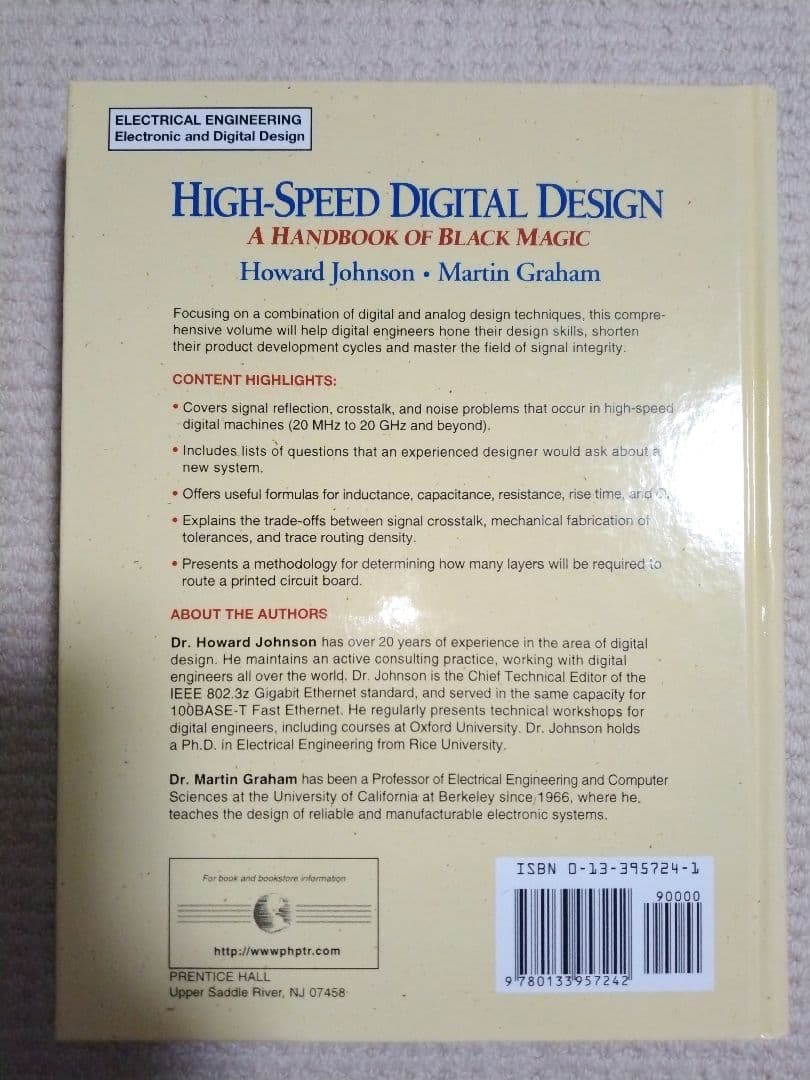 ELECTRICAL ENGINEERING
Electronic and Digital Design
HIGH-SPEED DIGITAL DESIGN
A HANDBOOK OF BLACK MAGIC
Howard Johnson • Martin Graham
Focusing on a combination of digital and analog design techniques, this compre-
hensive volume will help digital engineers hone their design skills, shorten
their product development cycles and master the field of signal integrity.
CONTENT HIGHLIGHTS:
• Covers signal reflection, crosstalk, and noise problems that occur in high-speed
digital machines (20 MHz to 20 GHz and beyond).
• Includes lists of questions that an experienced designer would ask about a
new system.
• Offers useful formulas for inductance, capacitance, resistance, rise time, and Q.
• Explains the trade-offs between signal crosstalk, mechanical fabrication of
tolerances, and trace routing density.
• Presents a methodology for determining how many layers will be required to
route a printed circuit board.
ABOUT THE AUTHORS
Dr. Howard Johnson has over 20 years of experience in the area of digital
design. He maintains an active consulting practice, working with digital
engineers all over the world. Dr. Johnson is the Chief Technical Editor of the
IEEE 802.3z Gigabit Ethernet standard, and served in the same capacity for
100BASE-T Fast Ethernet. He regularly presents technical workshops for
digital engineers, including courses at Oxford University. Dr. Johnson holds
a Ph.D. in Electrical Engineering from Rice University.
Dr. Martin Graham has been a Professor of Electrical Engineering and Computer
Sciences at the University of California at Berkeley since 1966, where he
teaches the design of reliable and manufacturable electronic systems.
For book and bookstore information
http://www.phptr.com
PRENTICE HALL
Upper Saddle River, NJ 07458
ISBN 0-13-395724-1
90000
9 780133 957242